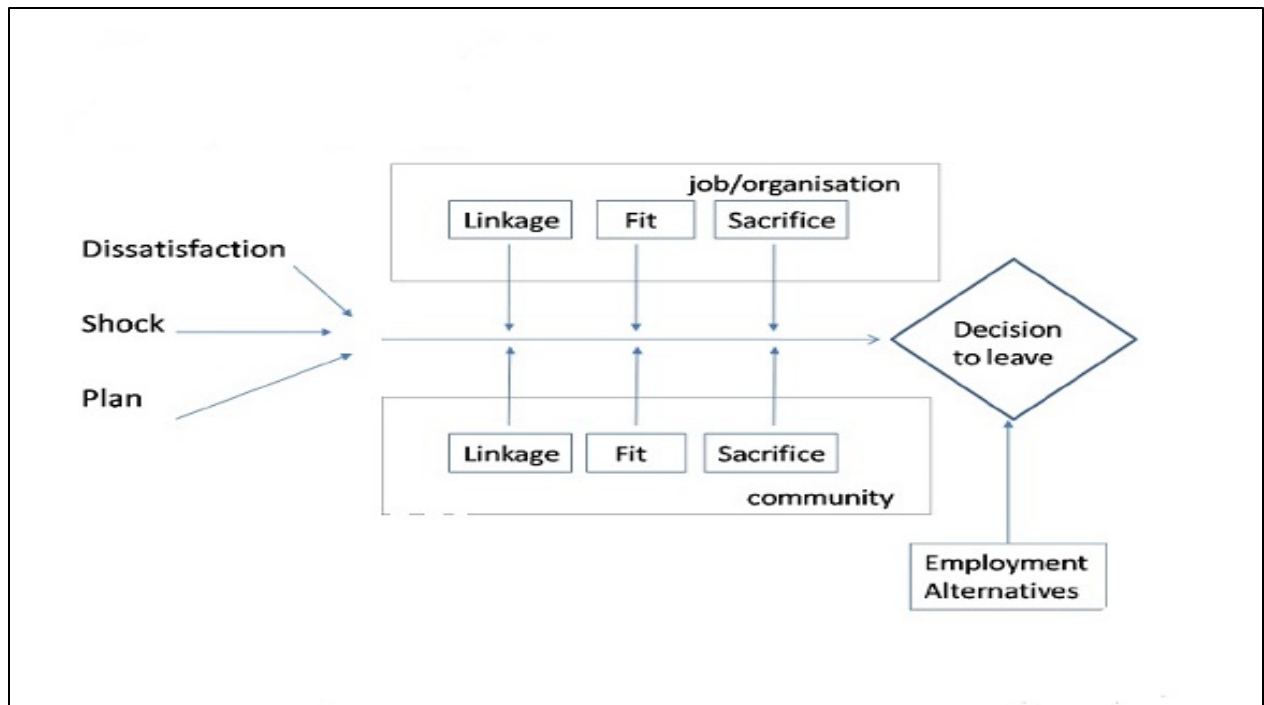 job/organisation
Linkage
Fit
Sacrifice
Dissatisfaction
Shock
Plan
Decision
to leave
Linkage
Fit
Sacrifice
community
Employment
Alternatives